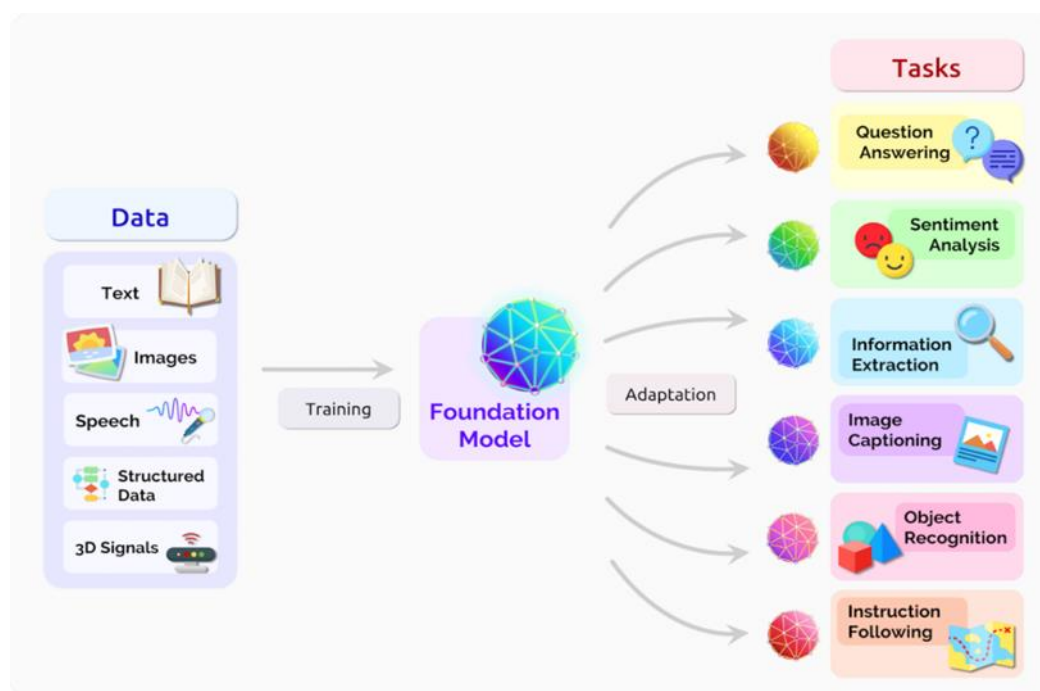 Data
Text
Images
Speech
Structured
Data
3D Signals
Training
Foundation
Model
Adaptation
Tasks
Question
Answering
?
Sentiment
Analysis
Information
Extraction
Image
Captioning
Object
Recognition
Instruction
Following